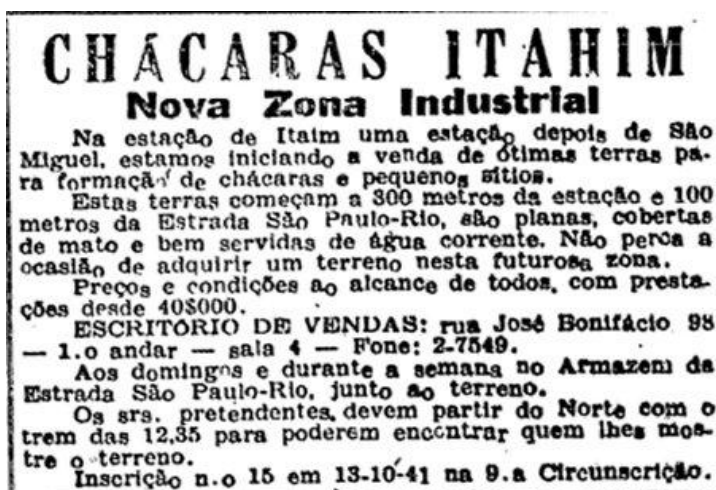 CHÁCARAS ITAHIM
Nova Zona Industrial
Na estação de Itaim uma estação depois de São
Miguel, estamos iniciando a venda de ótimas terras pa-
ra formação de chácaras e pequenos sítios.
Estas terras começam a 300 metros da estação e 100
metros da Estrada São Paulo-Rio, são planas, cobertas
de mato e bem servidas de água corrente. Não perca a
ocasião de adquirir um terreno nesta futurosa zona.
Preços e condições ao alcance de todos, com presta-
ções desde 40$000.
ESCRITÓRIO DE VENDAS: rua José Bonifácio 93
— 1.o andar — sala 4 — Fone: 2-7549.
Aos domingos e durante a semana no Armazem da
Estrada São Paulo-Rio, junto ao terreno.
Os srs. pretendentes, devem partir do Norte com o
trem das 12,35 para poderem encontrar quem lhes mos-
tre o terreno.
Inscrição n.o 15 em 13-10-41 na 9.a Circunscrição.